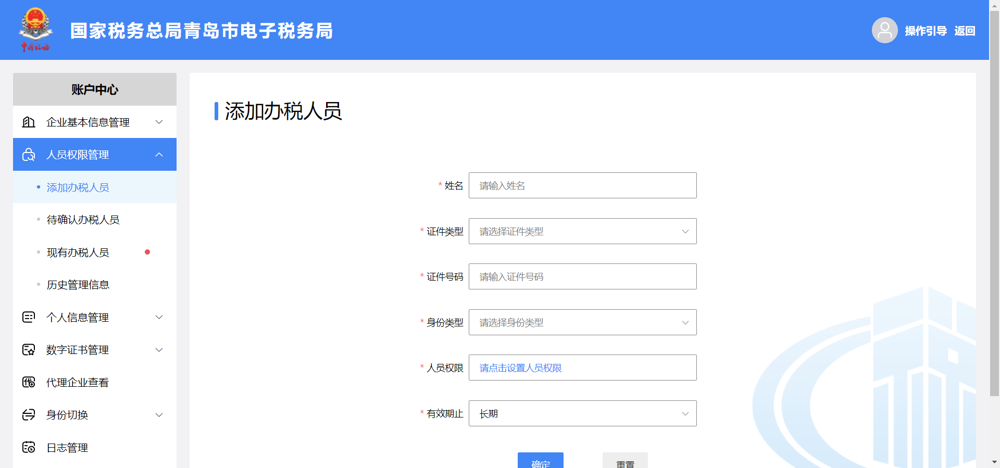 中国税务
国家税务总局青岛市电子税务局
操作引导 返回
账户中心
企业基本信息管理
人员权限管理
添加办税人员
待确认办税人员
现有办税人员
历史管理信息
个人信息管理
数字证书管理
代理企业查看
身份切换
日志管理
添加办税人员
* 姓名 请输入姓名
* 证件类型 请选择证件类型
* 证件号码 请输入证件号码
* 身份类型 请选择身份类型
* 人员权限 请点击设置人员权限
* 有效期止 长期
确定 重置